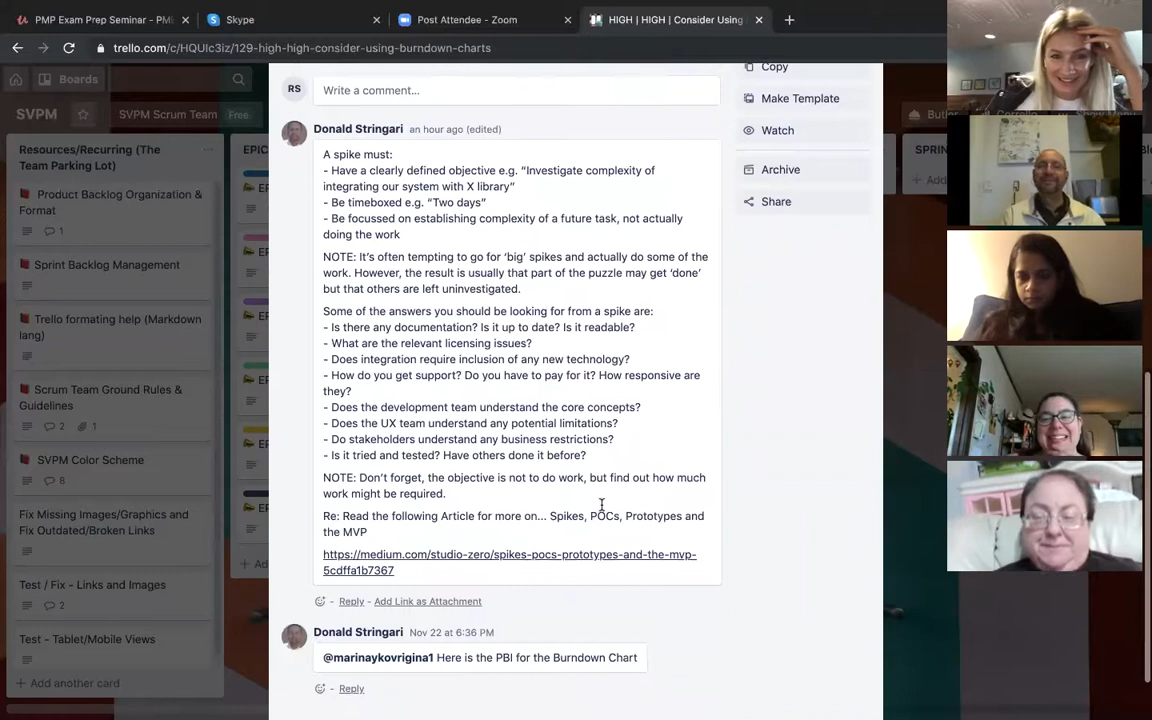 PMP Exam Prep Seminar - PM
Skype
Post Attendee - Zoom
HIGH | HIGH | Consider Using
trello.com/c/HQUIc3iz/129-high-high-consider-using-burndown-charts
Boards
SVPM
SVPM Scrum Team
Free
Butler
SPRIN
Resources/Recurring (The
Team Parking Lot)
Product Backlog Organization &
Format
1
Sprint Backlog Management
Trello formating help (Markdown
lang)
Scrum Team Ground Rules &
Guidelines
2
1
SVPM Color Scheme
8
Fix Missing Images/Graphics and
Fix Outdated/Broken Links
Test / Fix - Links and Images
2
Test - Tablet/Mobile Views
+ Add another card
EPIC
+ Ad
RS
Write a comment...
Donald Stringari an hour ago (edited)
A spike must:
- Have a clearly defined objective e.g. “Investigate complexity of
integrating our system with X library”
- Be timeboxed e.g. “Two days”
- Be focussed on establishing complexity of a future task, not actually
doing the work
NOTE: It’s often tempting to go for ‘big’ spikes and actually do some of the
work. However, the result is usually that part of the puzzle may get ‘done’
but that others are left uninvestigated.
Some of the answers you should be looking for from a spike are:
- Is there any documentation? Is it up to date? Is it readable?
- What are the relevant licensing issues?
- Does integration require inclusion of any new technology?
- How do you get support? Do you have to pay for it? How responsive are
they?
- Does the development team understand the core concepts?
- Does the UX team understand any potential limitations?
- Do stakeholders understand any business restrictions?
- Is it tried and tested? Have others done it before?
NOTE: Don’t forget, the objective is not to do work, but find out how much
work might be required.
Re: Read the following Article for more on... Spikes, POCs, Prototypes and
the MVP
https://medium.com/studio-zero/spikes-pocs-prototypes-and-the-mvp-
5cdffa1b7367
- Reply - Add Link as Attachment
Donald Stringari Nov 22 at 6:36 PM
@marinaykovrigina1 Here is the PBI for the Burndown Chart
- Reply
Copy
Make Template
Watch
Archive
Share